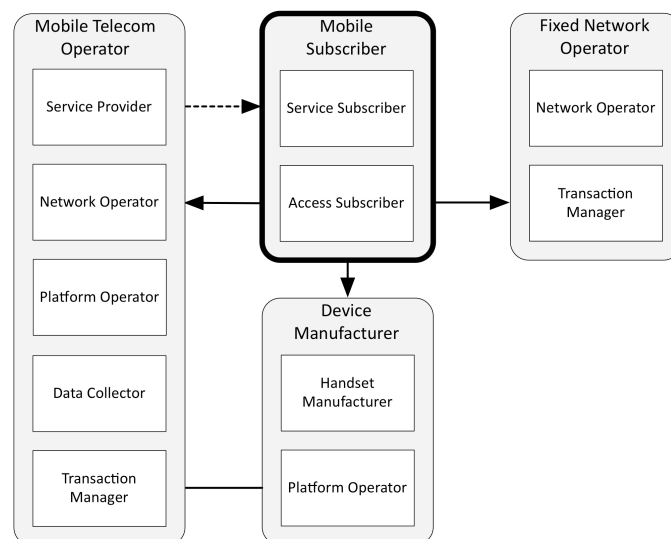 Mobile Telecom
Operator
Service Provider
Network Operator
Platform Operator
Data Collector
Transaction
Manager
Mobile
Subscriber
Service Subscriber
Access Subscriber
Device
Manufacturer
Handset
Manufacturer
Platform Operator
Fixed Network
Operator
Network Operator
Transaction
Manager